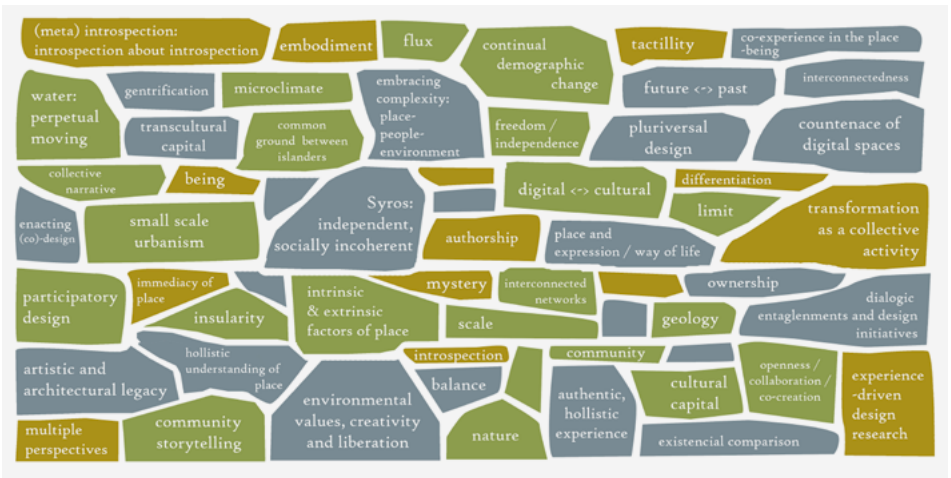 (meta) introspection:
introspection about introspection
embodiment
flux
continual
demographic
change
tactillity
co-experience in the place
-being
water:
perpetual
moving
gentrification
microclimate
embracing
complexity:
place-
people-
environment
future <-> past
interconnectedness
transcultural
capital
common
ground between
islanders
freedom /
independence
pluriversal
design
countenace of
digital spaces
collective
narrative
being
Syros:
independent,
socially incoherent
digital <-> cultural
differentiation
enacting
(co)-design
small scale
urbanism
authorship
place and
expression / way of life
limit
transformation
as a collective
activity
participatory
design
immediacy of
place
insularity
intrinsic
& extrinsic
factors of place
mystery
interconnected
networks
scale
ownership
geology
dialogic
entaglenments and design
initiatives
artistic and
architectural legacy
hollistic
understanding of
place
introspection
balance
community
environmental
values, creativity
and liberation
authentic,
hollistic
experience
cultural
capital
openness /
collaboration /
co-creation
experience
-driven
design
research
multiple
perspectives
community
storytelling
nature
existencial comparison